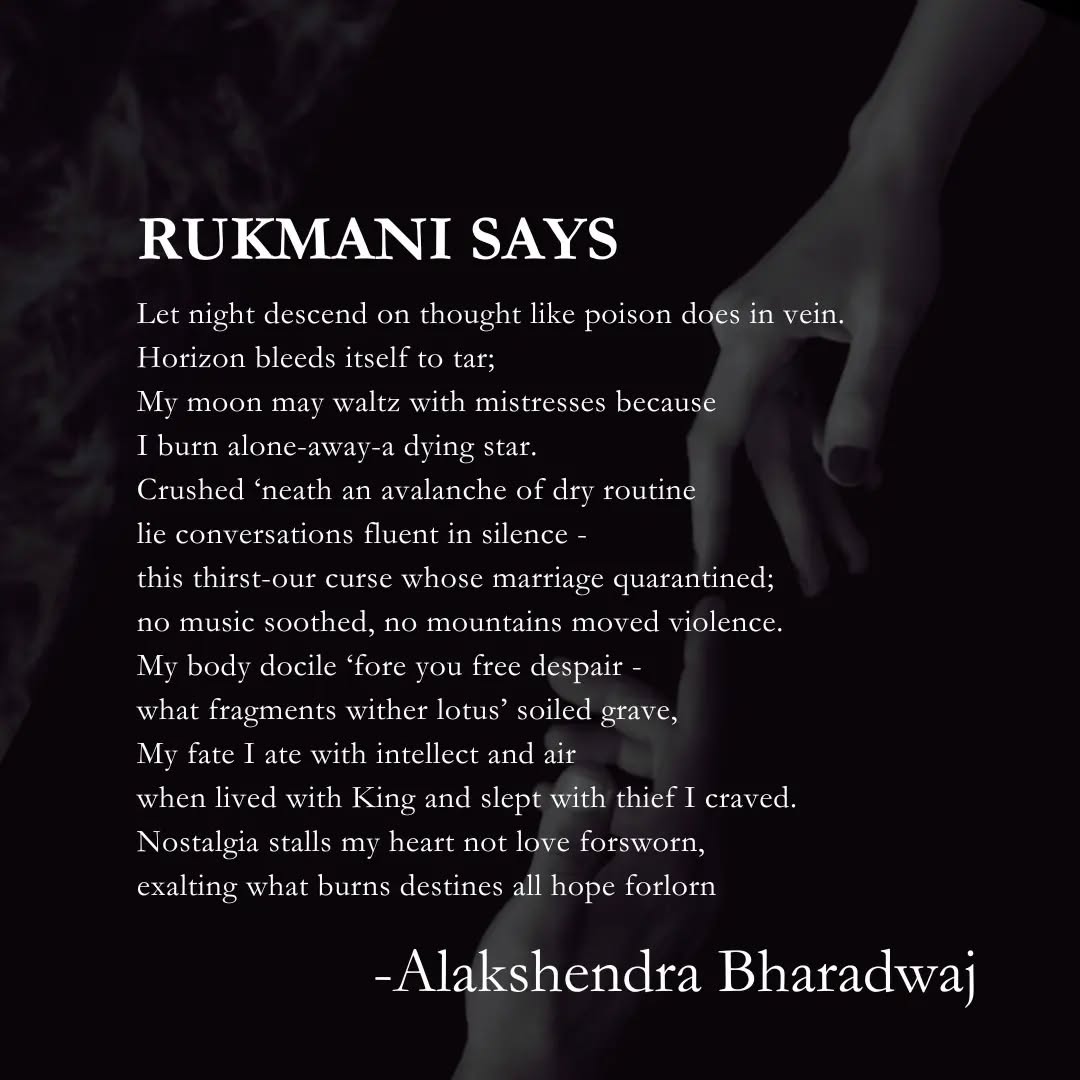 RUKMANI SAYS
Let night descend on thought like poison does in vein.
Horizon bleeds itself to tar;
My moon may waltz with mistresses because
I burn alone-away-a dying star.
Crushed ‘neath an avalanche of dry routine
lie conversations fluent in silence -
this thirst-our curse whose marriage quarantined;
no music soothed, no mountains moved violence.
My body docile ‘fore you free despair -
what fragments wither lotus’ soiled grave,
My fate I ate with intellect and air
when lived with King and slept with thief I craved.
Nostalgia stalls my heart not love forsworn,
exalting what burns destines all hope forlorn
-Alakshendra Bharadwaj